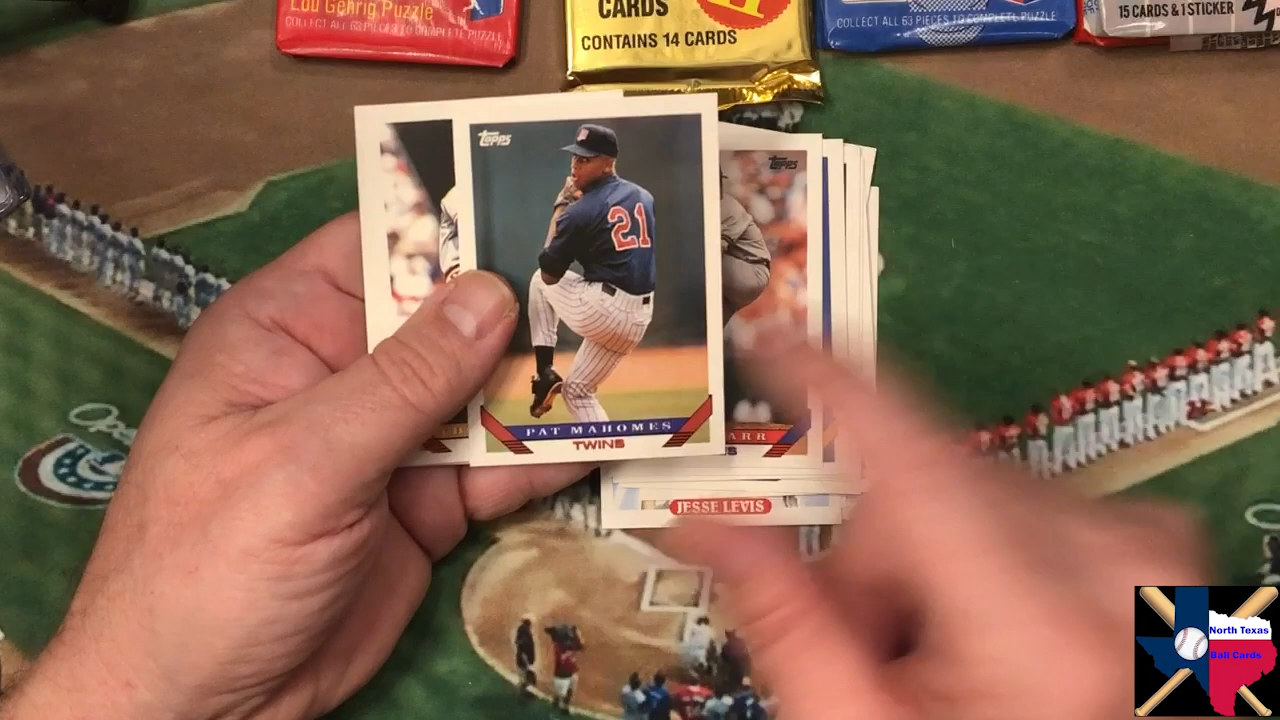 Lou Gehrig Puzzle
COLLECT ALL 63 PIECES TO COMPLETE PUZZLE
CARDS
CONTAINS 14 CARDS
COLLECT ALL 63 PIECES TO COMPLETE PUZZLE
15 CARDS & 1 STICKER
Topps
21
PAT MAHOMES
TWINS
Topps
ARR
S
JESSE LEVIS
Open
North Texas
Ball Cards